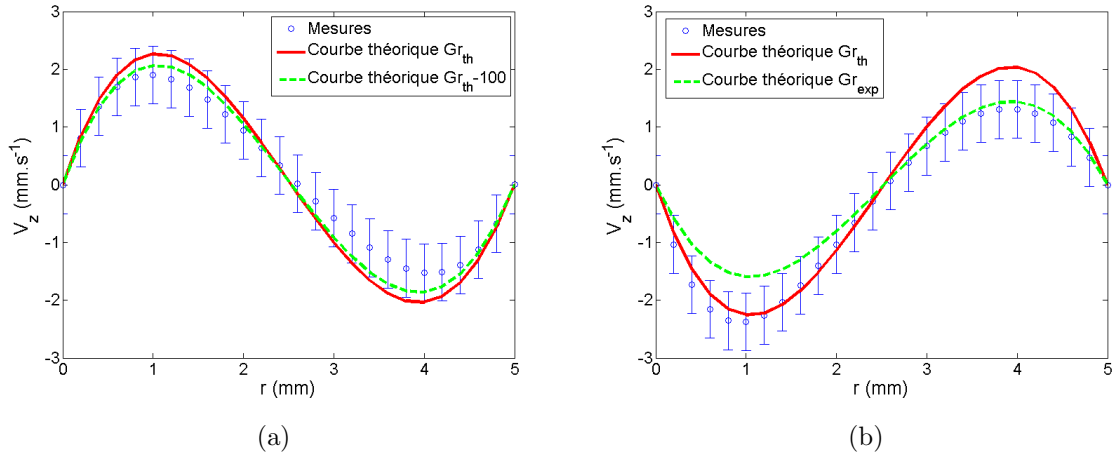 3
2
1
0
-1
-2
-3
V_z (mm.s^-1)
Mesures
Courbe théorique Gr_th
Courbe théorique Gr_th-100
0 1 2 3 4 5
r (mm)
(a)
3
2
1
0
-1
-2
-3
V_z (mm.s^-1)
Mesures
Courbe théorique Gr_th
Courbe théorique Gr_exp
0 1 2 3 4 5
r (mm)
(b)